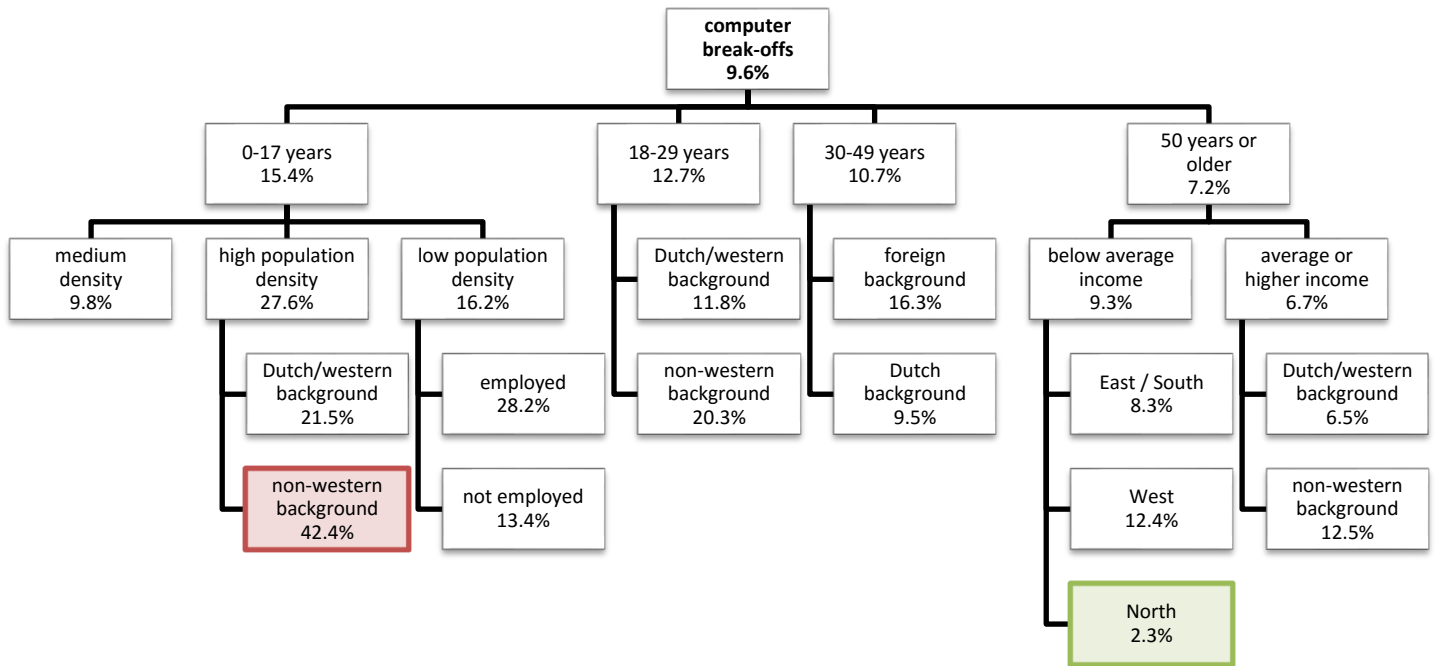 computer
break-offs
9.6%
0-17 years
15.4%
18-29 years
12.7%
30-49 years
10.7%
50 years or
older
7.2%
medium
density
9.8%
high population
density
27.6%
low population
density
16.2%
Dutch/western
background
11.8%
foreign
background
16.3%
below average
income
9.3%
average or
higher income
6.7%
Dutch/western
background
21.5%
employed
28.2%
non-western
background
20.3%
Dutch
background
9.5%
East / South
8.3%
Dutch/western
background
6.5%
non-western
background
42.4%
not employed
13.4%
West
12.4%
non-western
background
12.5%
North
2.3%